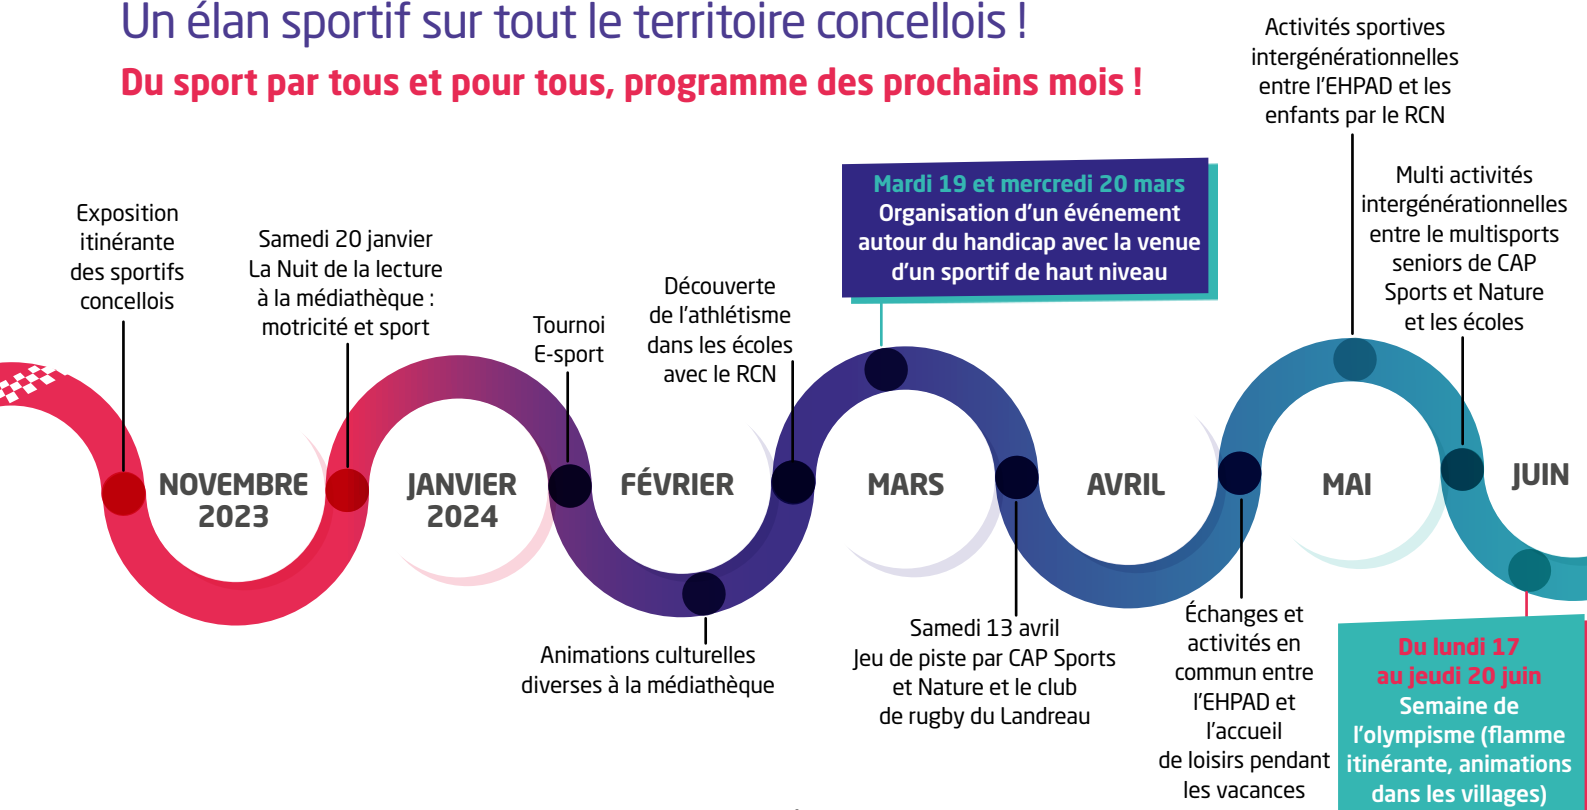 Un élan sportif sur tout le territoire concellois !
Du sport par tous et pour tous, programme des prochains mois !
Exposition
itinérante
des sportifs
concellois
Samedi 20 janvier
La Nuit de la lecture
à la médiathèque :
motricité et sport
Tournoi
E-sport
Découverte
de l'athlétisme
dans les écoles
avec le RCN
Mardi 19 et mercredi 20 mars
Organisation d'un événement
autour du handicap avec la venue
d'un sportif de haut niveau
Activités sportives
intergénérationnelles
entre l'EHPAD et les
enfants par le RCN
Multi activités
intergénérationnelles
entre le multisports
seniors de CAP
Sports et Nature
et les écoles
NOVEMBRE
2023
JANVIER
2024
FÉVRIER
MARS
AVRIL
MAI
JUIN
Animations culturelles
diverses à la médiathèque
Samedi 13 avril
Jeu de piste par CAP Sports
et Nature et le club
de rugby du Landreau
Échanges et
activités en
commun entre
l'EHPAD et
l'accueil
de loisirs pendant
les vacances
Du lundi 17
au jeudi 20 juin
Semaine de
l'olympisme (flamme
itinérante, animations
dans les villages)